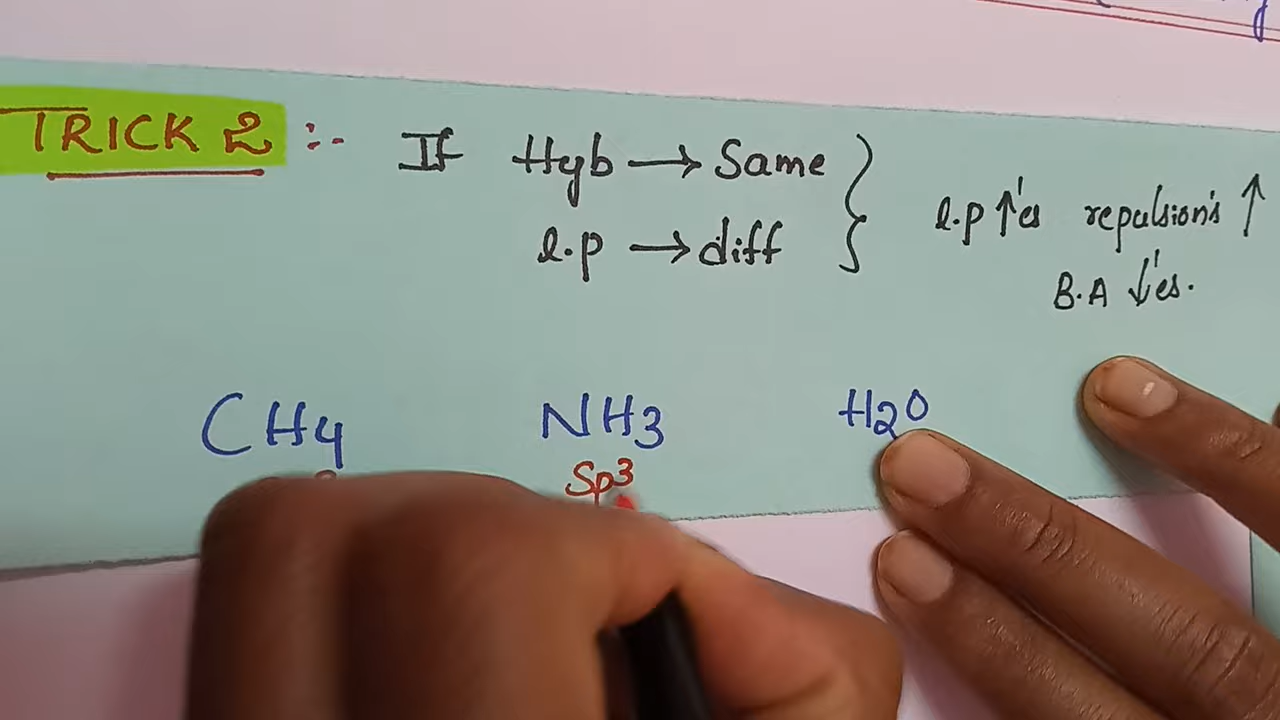 TRICK 2 :- If Hyb → Same
l.p → diff
l.p ↑'es repulsion's ↑
B.A ↓'es.
CH4 NH3 H2O
Sp3